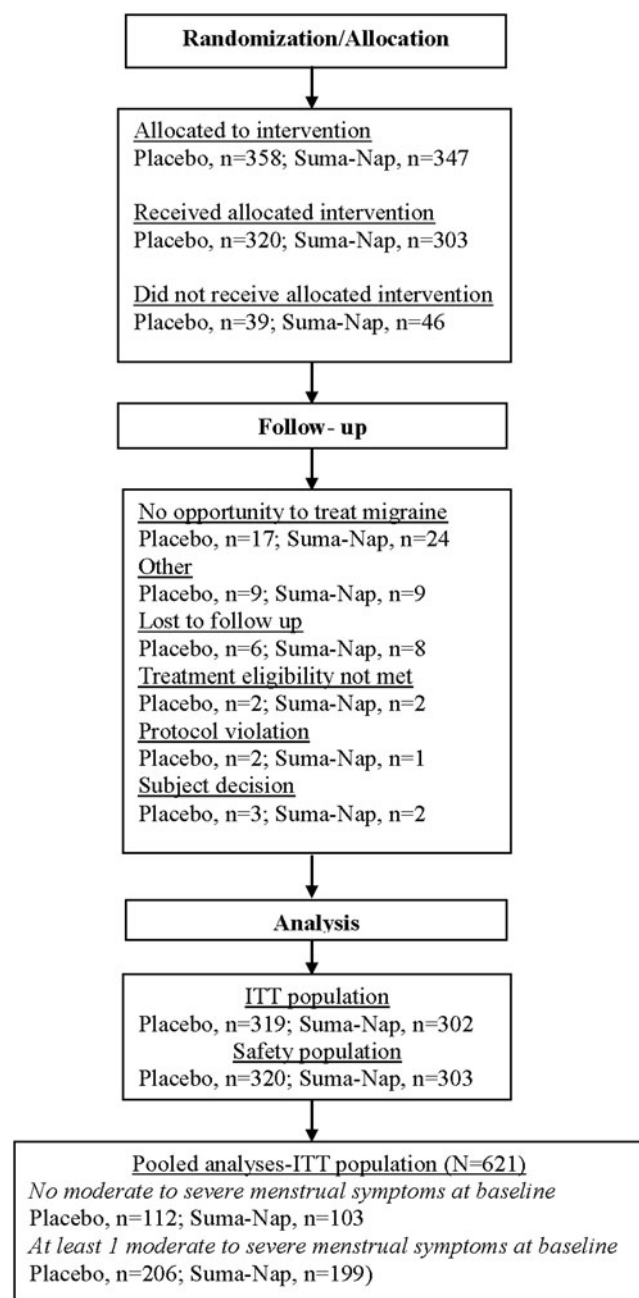 Randomization/Allocation
Allocated to intervention
Placebo, n=358; Suma-Nap, n=347
Received allocated intervention
Placebo, n=320; Suma-Nap, n=303
Did not receive allocated intervention
Placebo, n=39; Suma-Nap, n=46
Follow- up
No opportunity to treat migraine
Placebo, n=17; Suma-Nap, n=24
Other
Placebo, n=9; Suma-Nap, n=9
Lost to follow up
Placebo, n=6; Suma-Nap, n=8
Treatment eligibility not met
Placebo, n=2; Suma-Nap, n=2
Protocol violation
Placebo, n=2; Suma-Nap, n=1
Subject decision
Placebo, n=3; Suma-Nap, n=2
Analysis
ITT population
Placebo, n=319; Suma-Nap, n=302
Safety population
Placebo, n=320; Suma-Nap, n=303
Pooled analyses-ITT population (N=621)
No moderate to severe menstrual symptoms at baseline
Placebo, n=112; Suma-Nap, n=103
At least 1 moderate to severe menstrual symptoms at baseline
Placebo, n=206; Suma-Nap, n=199)